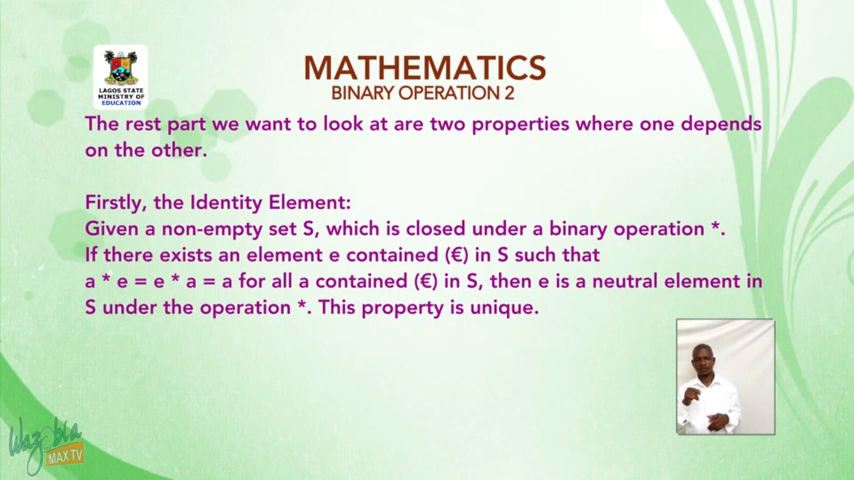 LAGOS STATE
MINISTRY OF
EDUCATION
MATHEMATICS
BINARY OPERATION 2
The rest part we want to look at are two properties where one depends
on the other.
Firstly, the Identity Element:
Given a non-empty set S, which is closed under a binary operation *.
If there exists an element e contained (€) in S such that
a * e = e * a = a for all a contained (€) in S, then e is a neutral element in
S under the operation *. This property is unique.
Wazobia
MAX TV